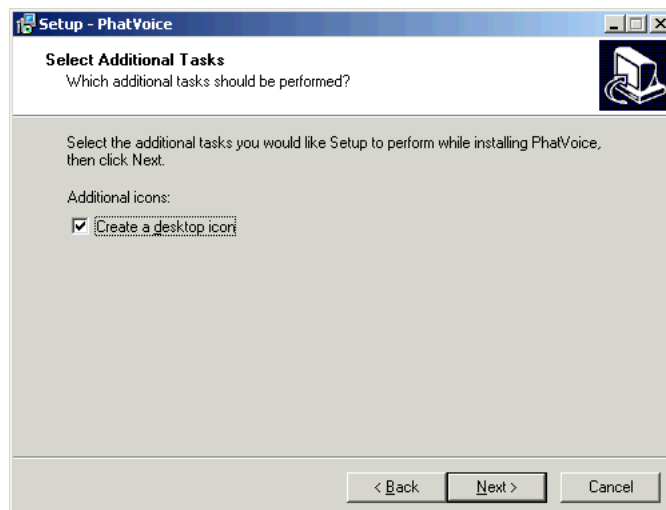 Setup - PhatVoice
Select Additional Tasks
Which additional tasks should be performed?
Select the additional tasks you would like Setup to perform while installing PhatVoice,
then click Next.
Additional icons:
Create a desktop icon
< Back Next > Cancel